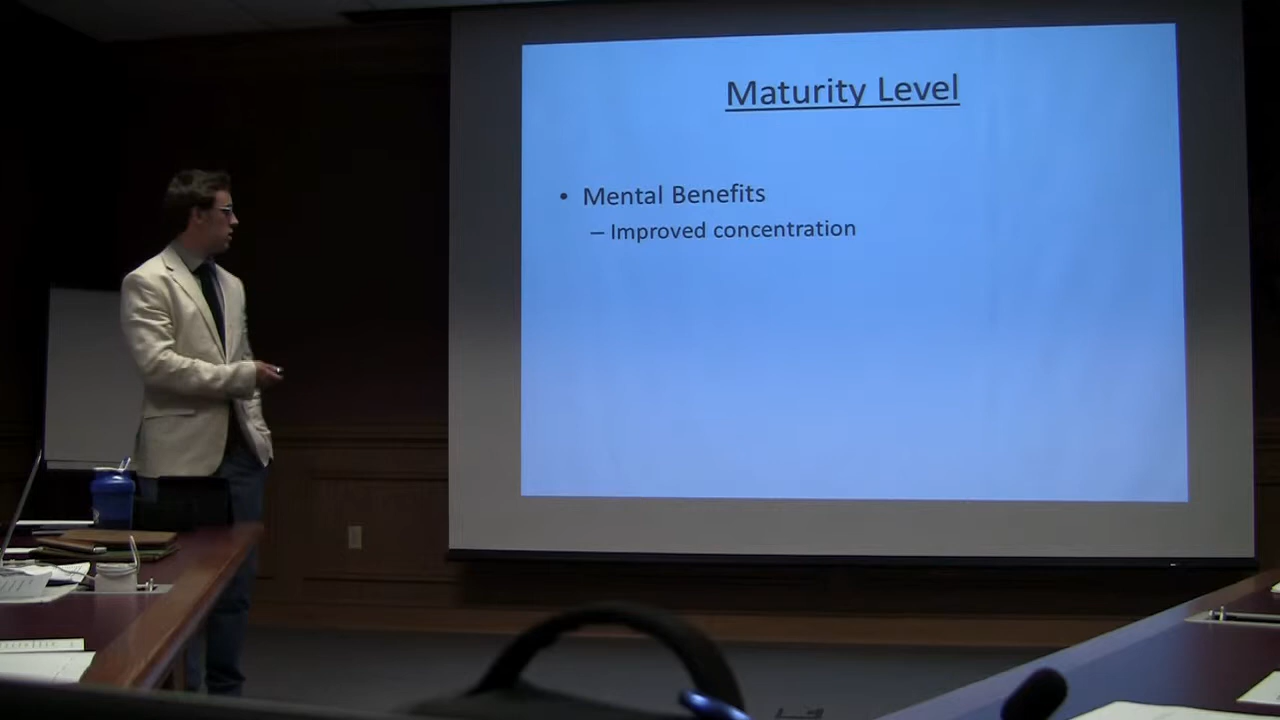 Maturity Level
• Mental Benefits
– Improved concentration